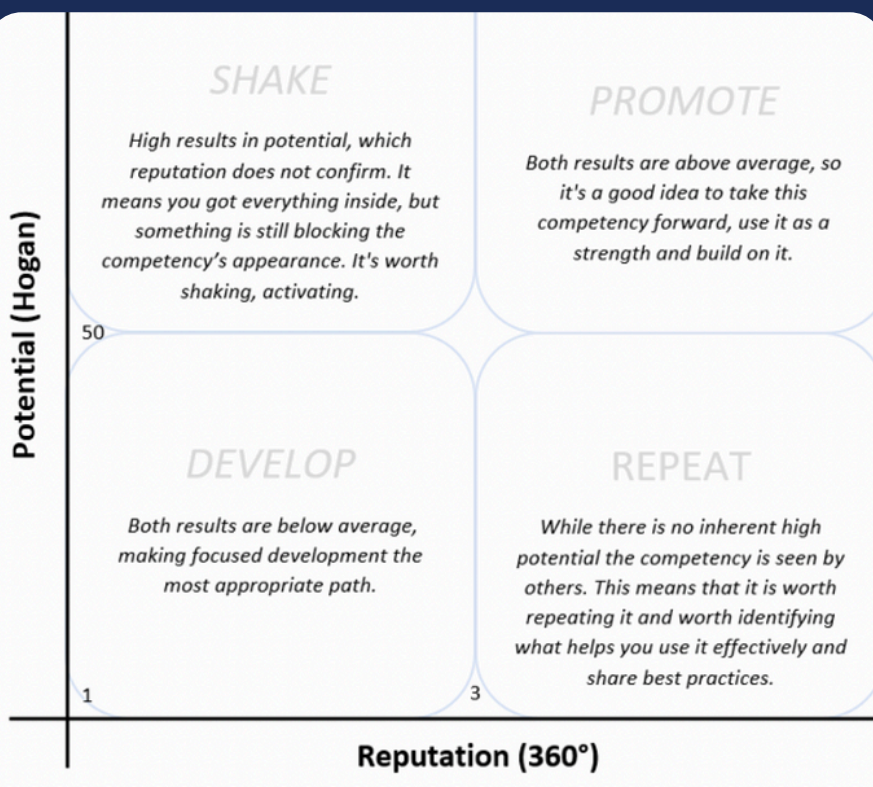 SHAKE
High results in potential, which
reputation does not confirm. It
means you got everything inside, but
something is still blocking the
competency’s appearance. It's worth
shaking, activating.
PROMOTE
Both results are above average, so
it's a good idea to take this
competency forward, use it as a
strength and build on it.
Potential (Hogan)
50
DEVELOP
Both results are below average,
making focused development the
most appropriate path.
REPEAT
While there is no inherent high
potential the competency is seen by
others. This means that it is worth
repeating it and worth identifying
what helps you use it effectively and
share best practices.
1
3
Reputation (360°)